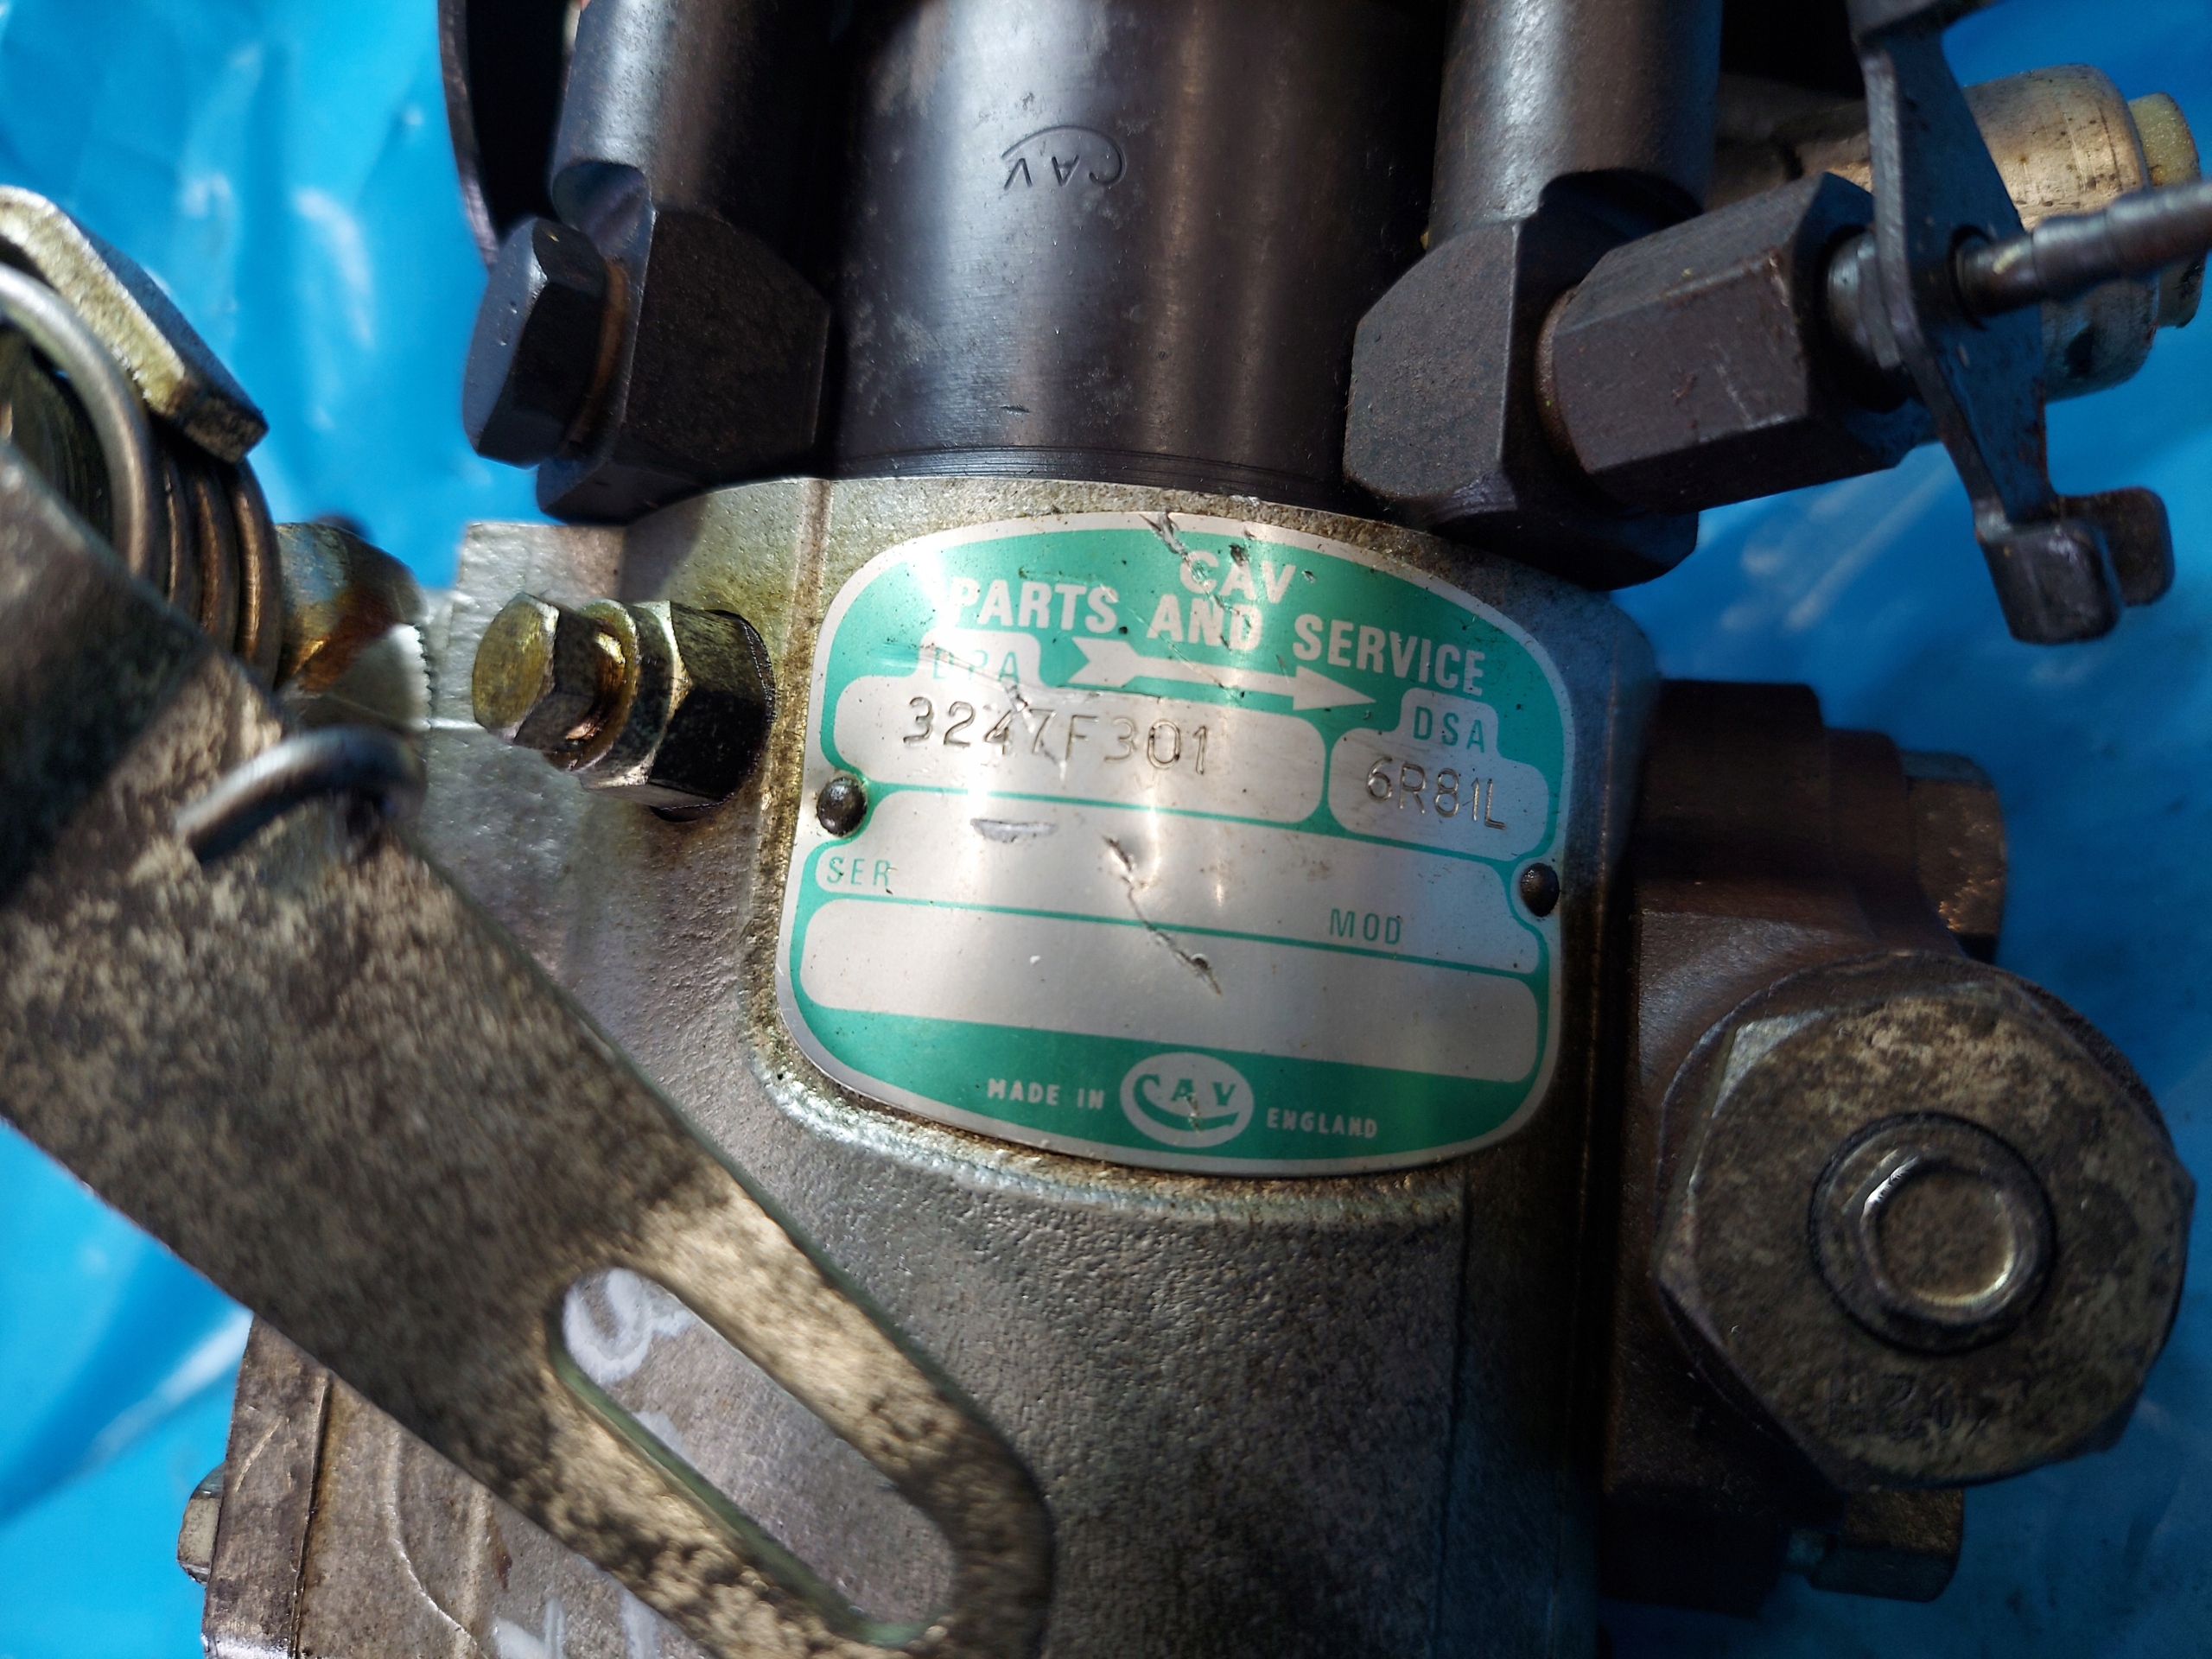 CAV
CAV
PARTS AND SERVICE
DPA
DSA
3247F301
6R81L
SER
MOD
MADE IN CAV ENGLAND